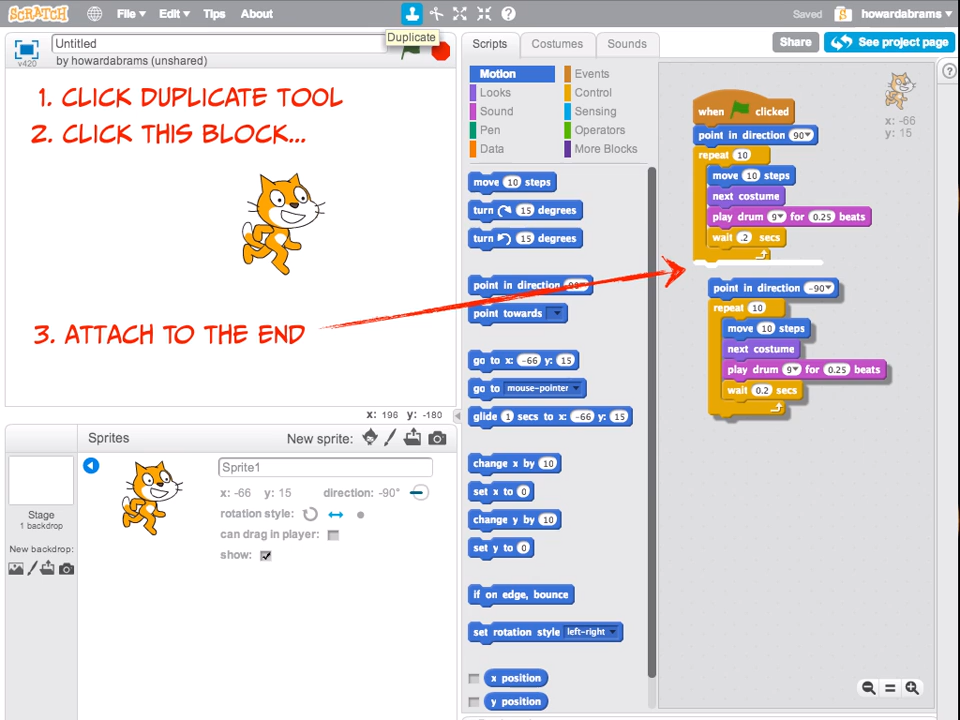 SCRATCH
File
Edit
Tips
About
Duplicate
Saved
howardabrams
v420
Untitled
by howardabrams (unshared)
1. CLICK DUPLICATE TOOL
2. CLICK THIS BLOCK...
3. ATTACH TO THE END
x: 196 y: -180
Sprites
New sprite:
Stage
1 backdrop
New backdrop:
Sprite1
x: -66 y: 15 direction: -90°
rotation style:
can drag in player:
show:
Scripts
Costumes
Sounds
Share
See project page
Motion
Events
Looks
Control
Sound
Sensing
Pen
Operators
Data
More Blocks
move 10 steps
turn 15 degrees
turn 15 degrees
point in direction 90
point towards
go to x: -66 y: 15
go to mouse-pointer
glide 1 secs to x: -66 y: 15
change x by 10
set x to 0
change y by 10
set y to 0
if on edge, bounce
set rotation style left-right
x position
y position
x: -66
y: 15
when clicked
point in direction 90
repeat 10
move 10 steps
next costume
play drum 9 for 0.25 beats
wait .2 secs
point in direction -90
repeat 10
move 10 steps
next costume
play drum 9 for 0.25 beats
wait 0.2 secs